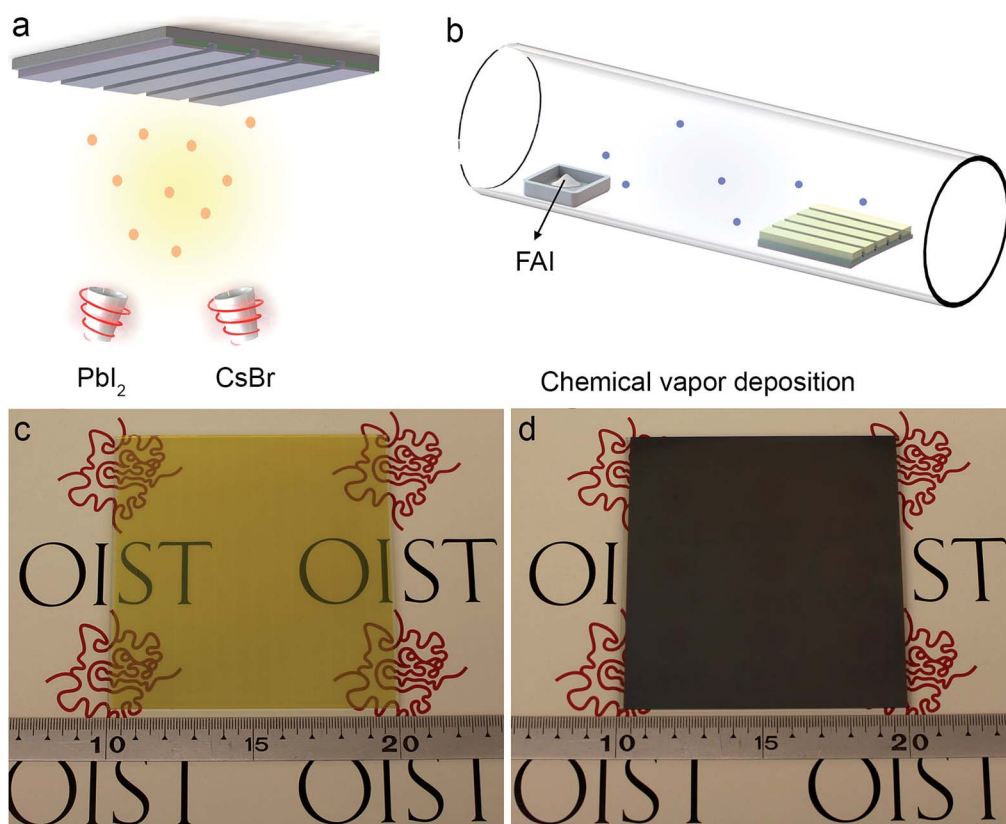 a
b
FAI
PbI₂
CsBr
Chemical vapor deposition
c
OIST OIST
10 15 20
OIST OIST
d
OIST
10 15 20
OIST OIST